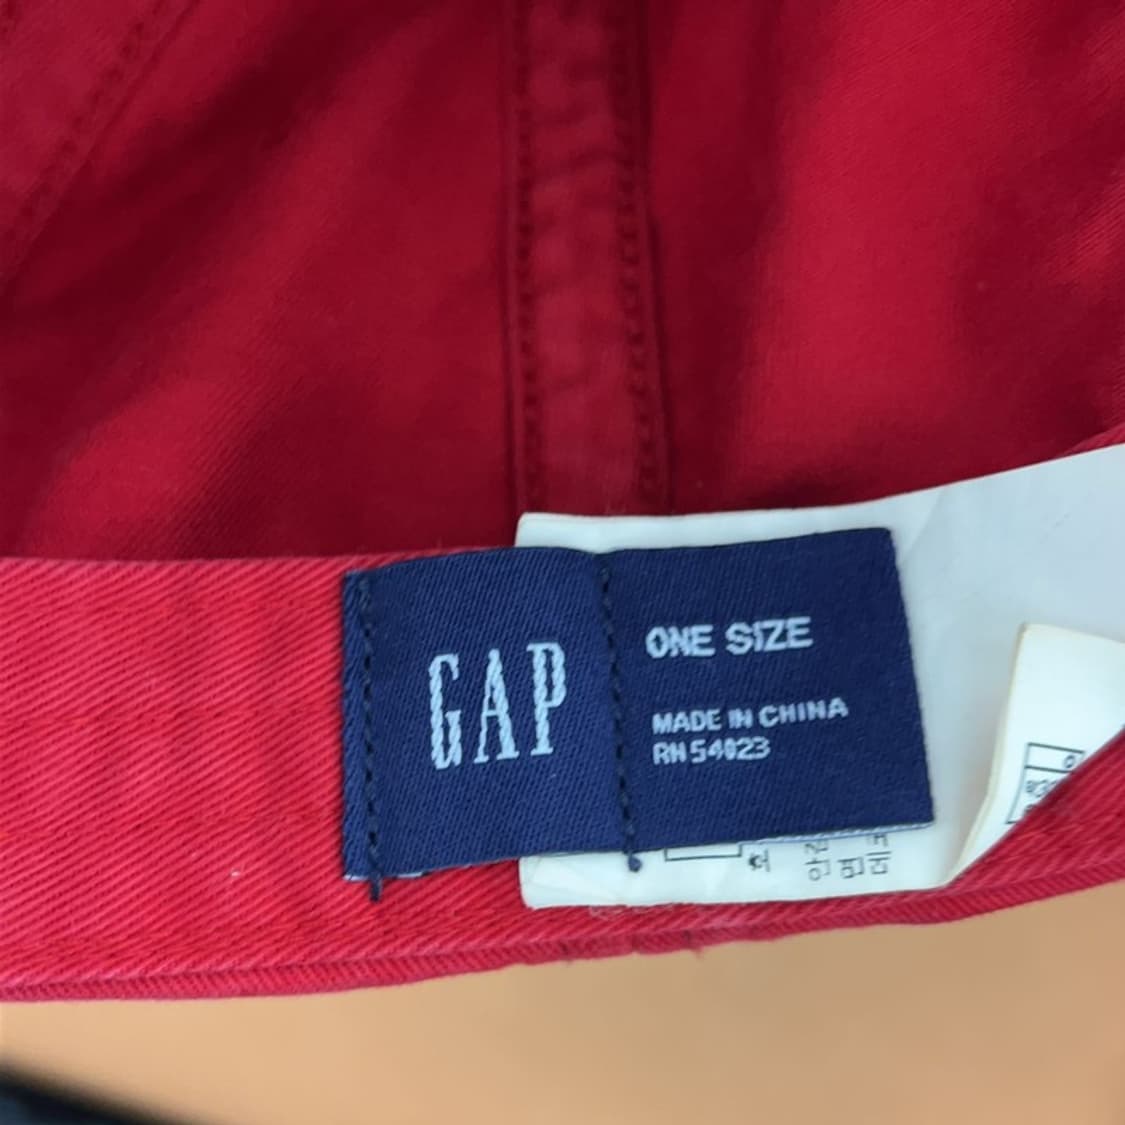 GAP
ONE SIZE
MADE IN CHINA
RN 54023